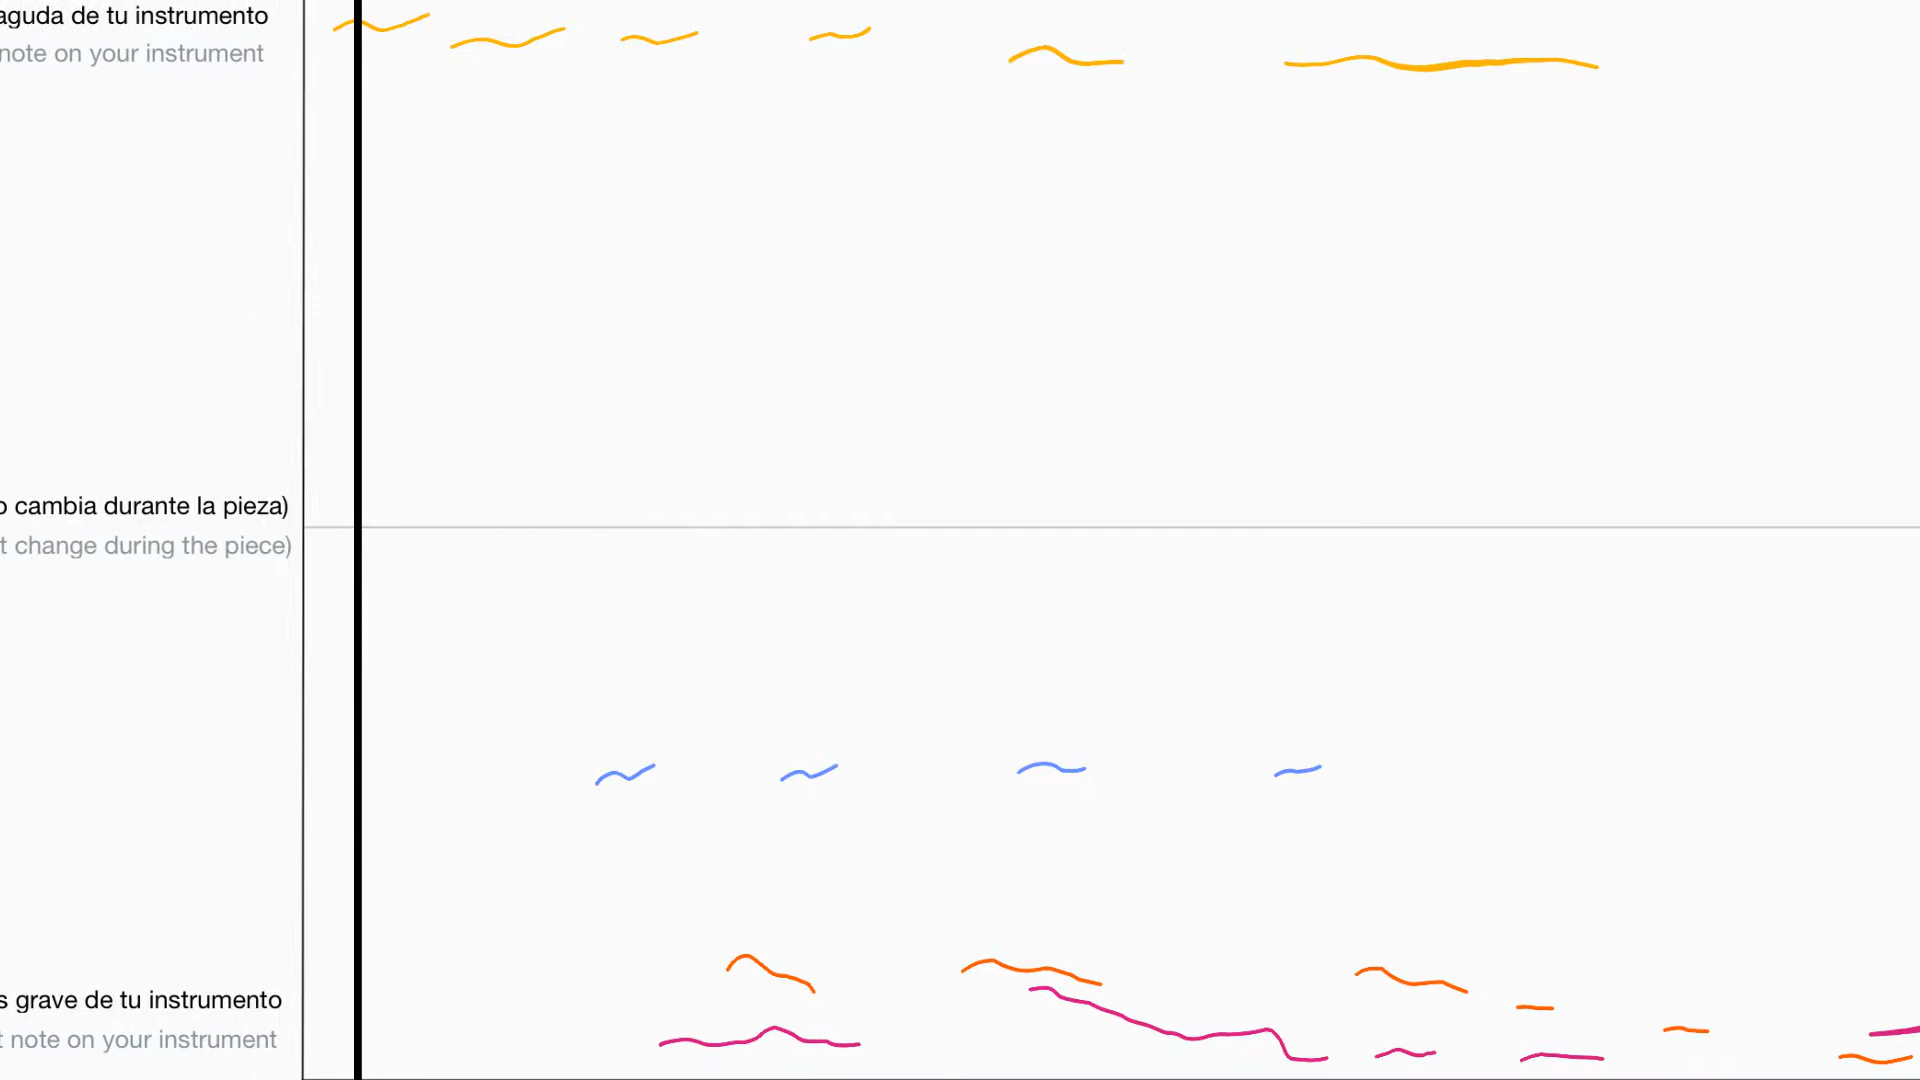 aguda de tu instrumento
note on your instrument
cambia durante la pieza)
change during the piece)
grave de tu instrumento
note on your instrument